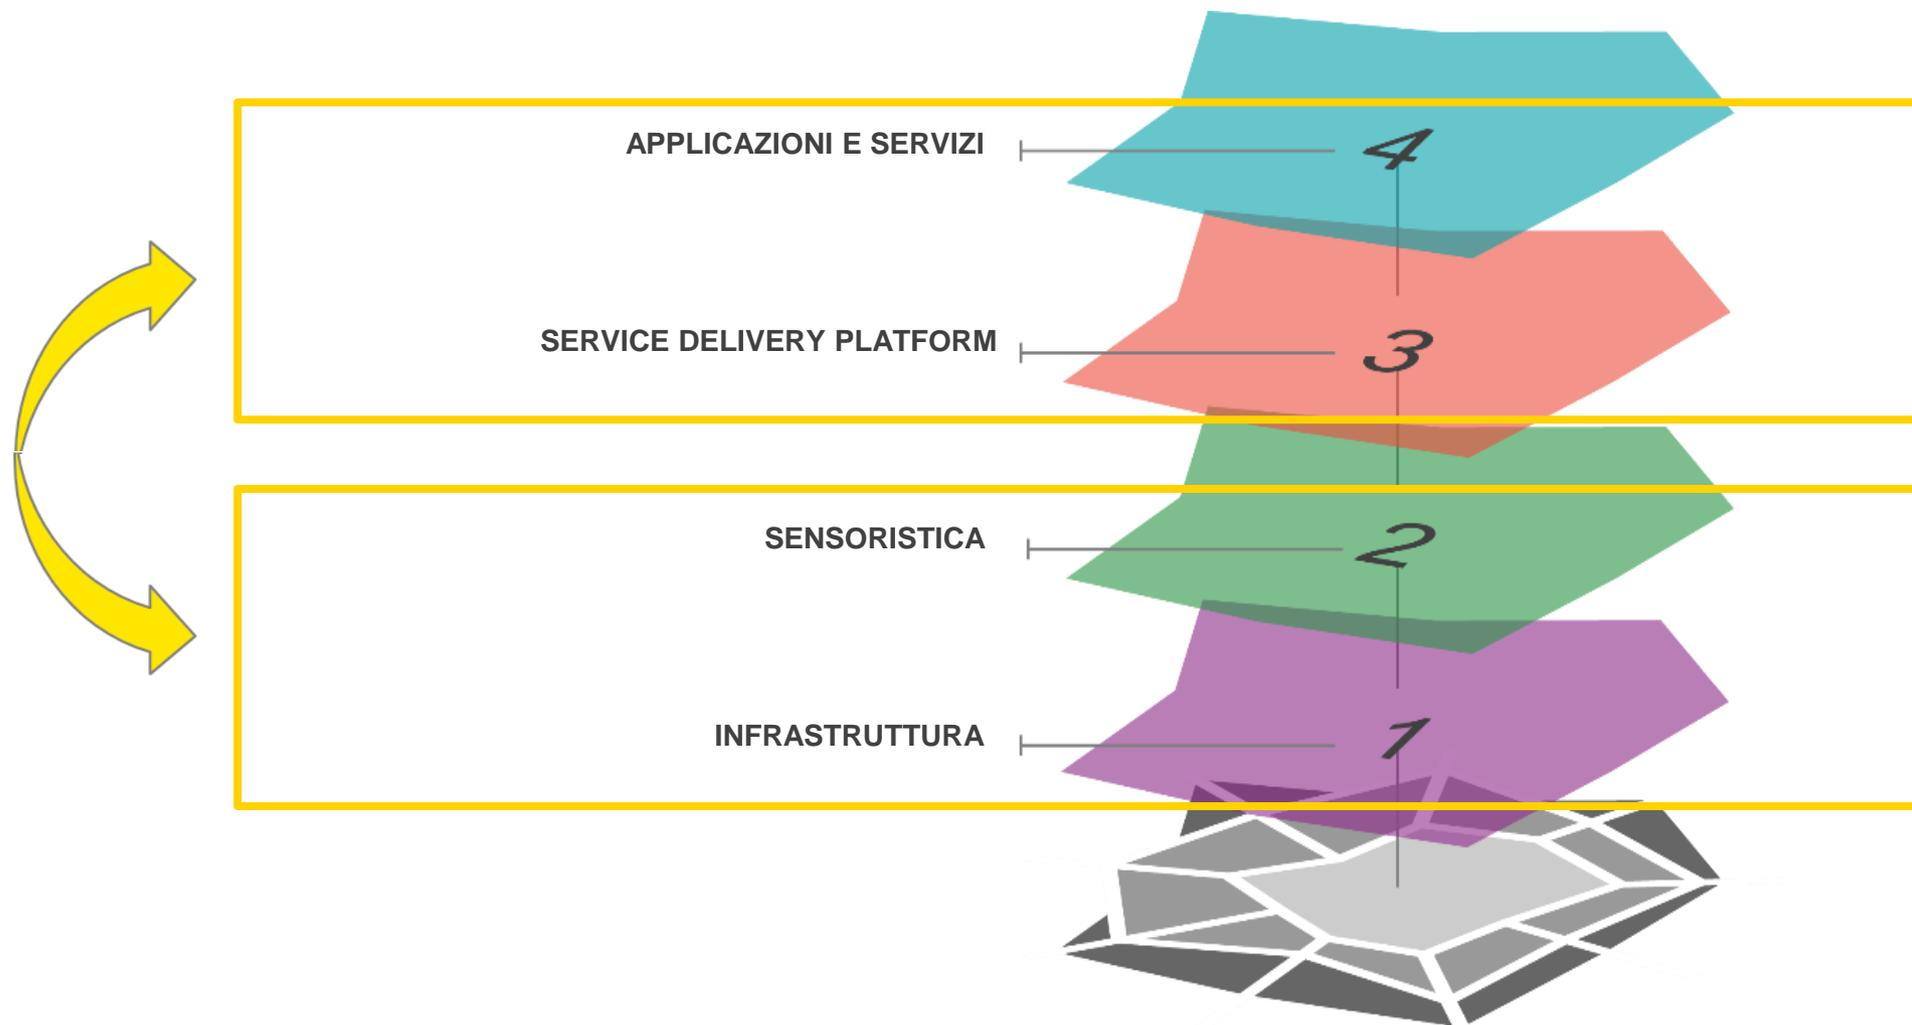 APPLICAZIONI E SERVIZI
4
SERVICE DELIVERY PLATFORM
3
SENSORISTICA
2
INFRASTRUTTURA
1